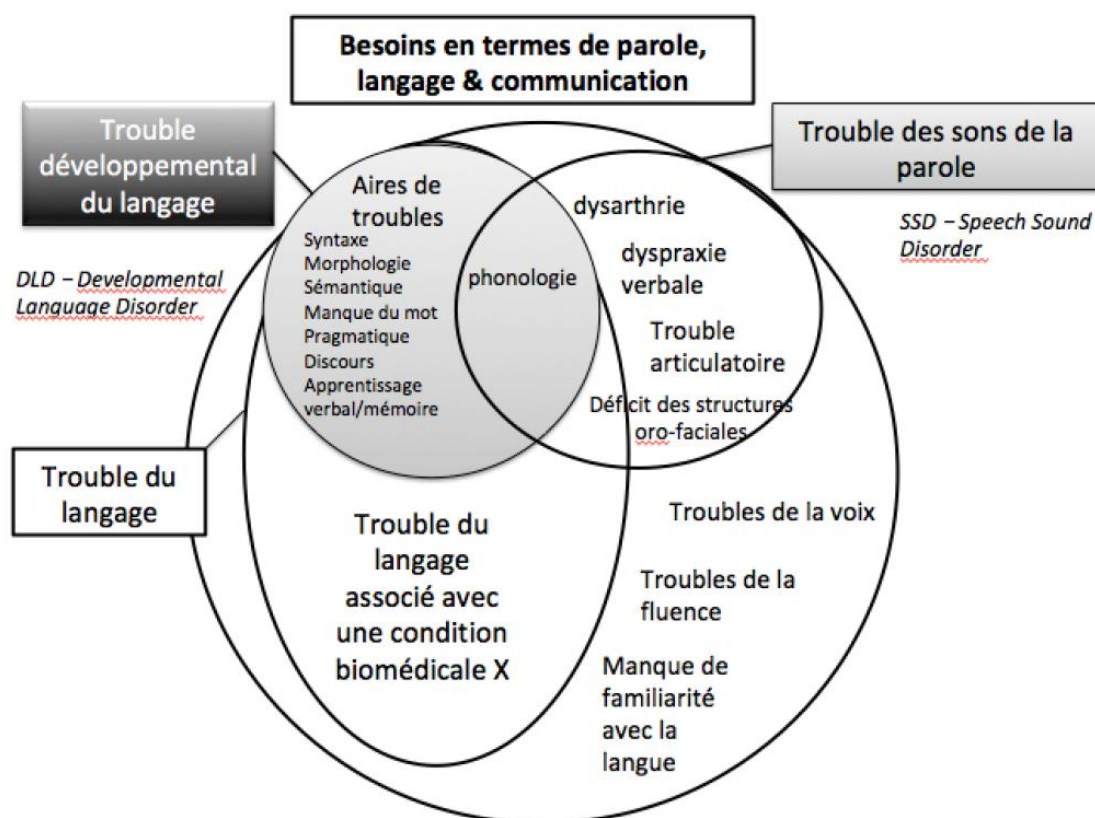 Besoins en termes de parole,
langage & communication
Trouble
développemental
du langage
DLD – Developmental
Language Disorder
Trouble des sons de la
parole
SSD – Speech Sound
Disorder
Aires de
troubles
Syntaxe
Morphologie
Sémantique
Manque du mot
Pragmatique
Discours
Apprentissage
verbal/mémoire
phonologie
dysarthrie
dyspraxie
verbale
Trouble
articulatoire
Déficit des structures
oro-faciales
Trouble du
langage
Trouble du
langage
associé avec
une condition
biomédicale X
Troubles de la voix
Troubles de la
fluence
Manque de
familiarité
avec la
langue